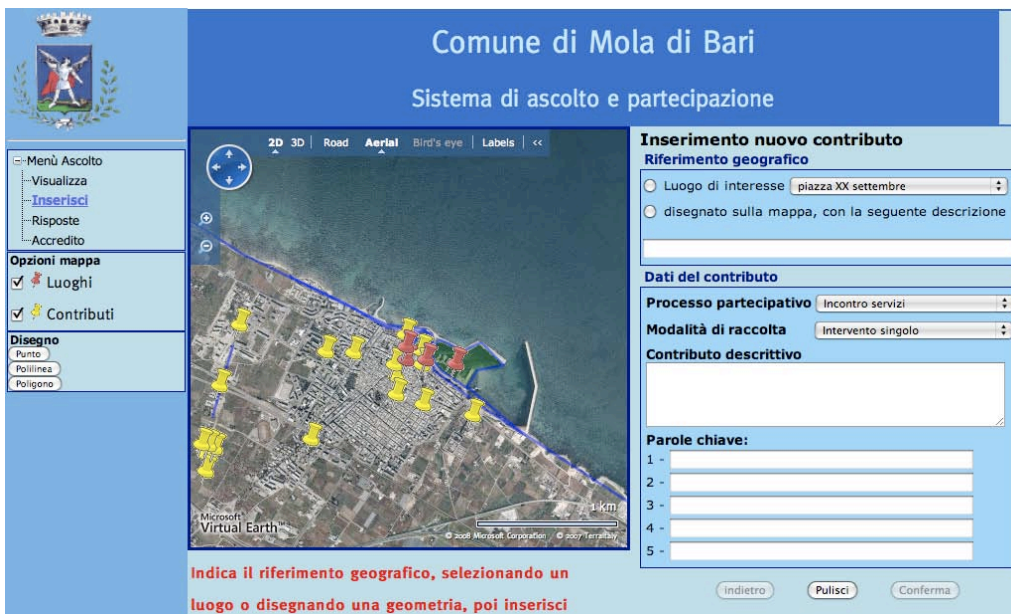 Comune di Mola di Bari
Sistema di ascolto e partecipazione
Menù Ascolto
Visualizza
Inserisci
Risposte
Accredito
Opzioni mappa
Luoghi
Contributi
Disegno
Punto
Polilinea
Poligono
2D 3D Road Aerial Bird's eye Labels <<
1 km
Microsoft®
Virtual Earth™
© 2008 Microsoft Corporation © 2007 TerraItaly
Indica il riferimento geografico, selezionando un
luogo o disegnando una geometria, poi inserisci
Inserimento nuovo contributo
Riferimento geografico
Luogo di interesse piazza XX settembre
disegnato sulla mappa, con la seguente descrizione
Dati del contributo
Processo partecipativo Incontro servizi
Modalità di raccolta Intervento singolo
Contributo descrittivo
Parole chiave:
1 -
2 -
3 -
4 -
5 -
Indietro Pulisci Conferma